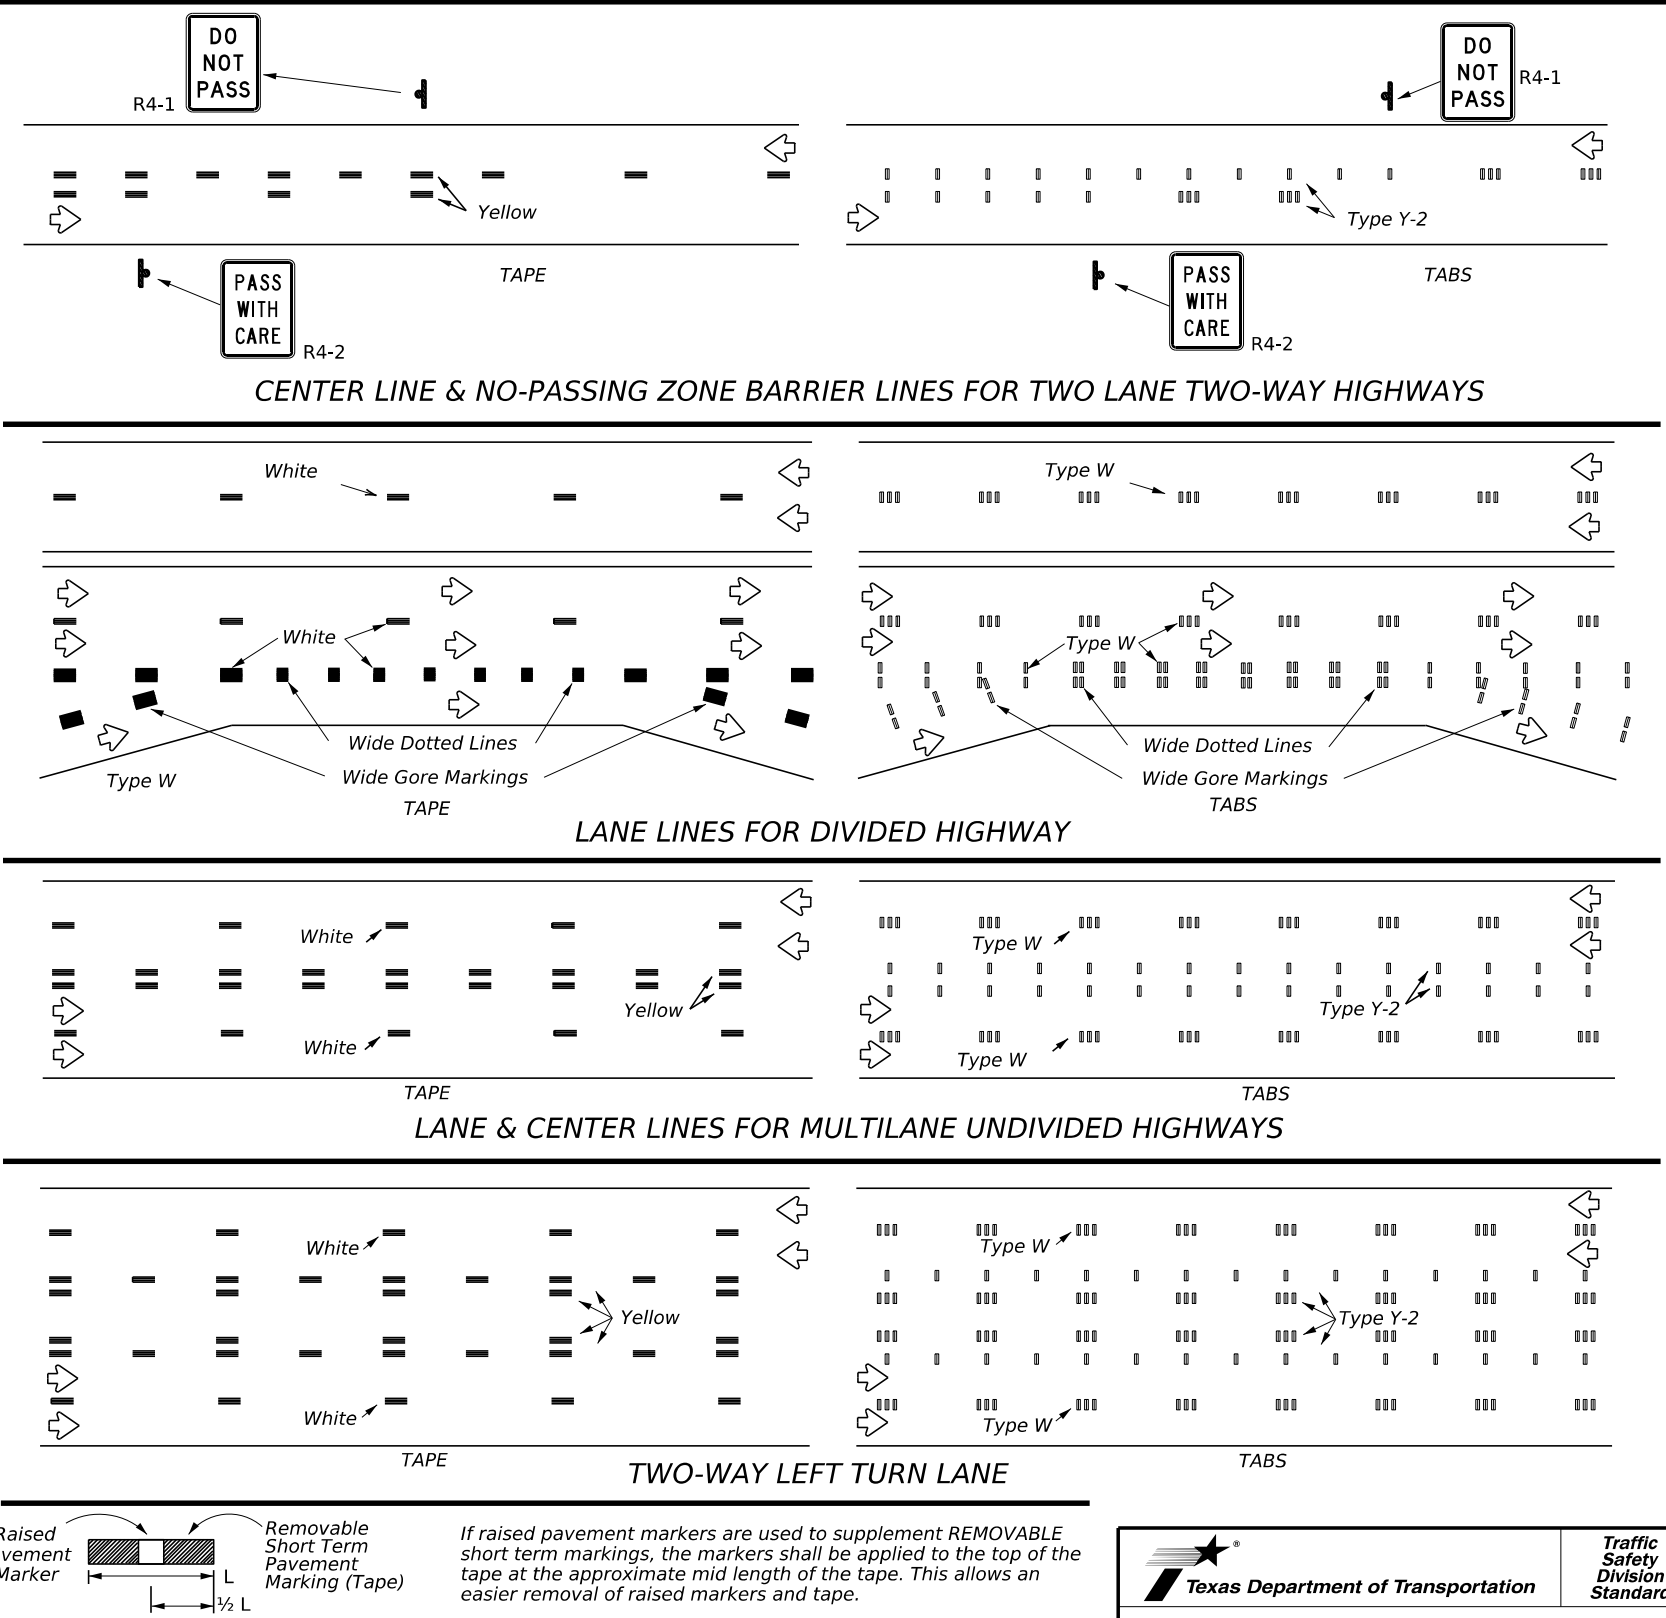 DO
NOT
PASS
R4-1
DO
NOT
PASS
R4-1
Yellow
Type Y-2
PASS
WITH
CARE
R4-2
TAPE
PASS
WITH
CARE
R4-2
TABS
CENTER LINE & NO-PASSING ZONE BARRIER LINES FOR TWO LANE TWO-WAY HIGHWAYS
White
Type W
White
Type W
Wide Dotted Lines
Wide Gore Markings
Type W
TAPE
Wide Dotted Lines
Wide Gore Markings
TABS
LANE LINES FOR DIVIDED HIGHWAY
White
Yellow
White
TAPE
Type W
Type Y-2
Type W
TABS
LANE & CENTER LINES FOR MULTILANE UNDIVIDED HIGHWAYS
White
Yellow
White
TAPE
Type W
Type Y-2
Type W
TABS
TWO-WAY LEFT TURN LANE
Raised
vement
Marker
Removable
Short Term
Pavement
Marking (Tape)
L
½ L
If raised pavement markers are used to supplement REMOVABLE
short term markings, the markers shall be applied to the top of the
tape at the approximate mid length of the tape. This allows an
easier removal of raised markers and tape.
®
Texas Department of Transportation
Traffic
Safety
Division
Standard